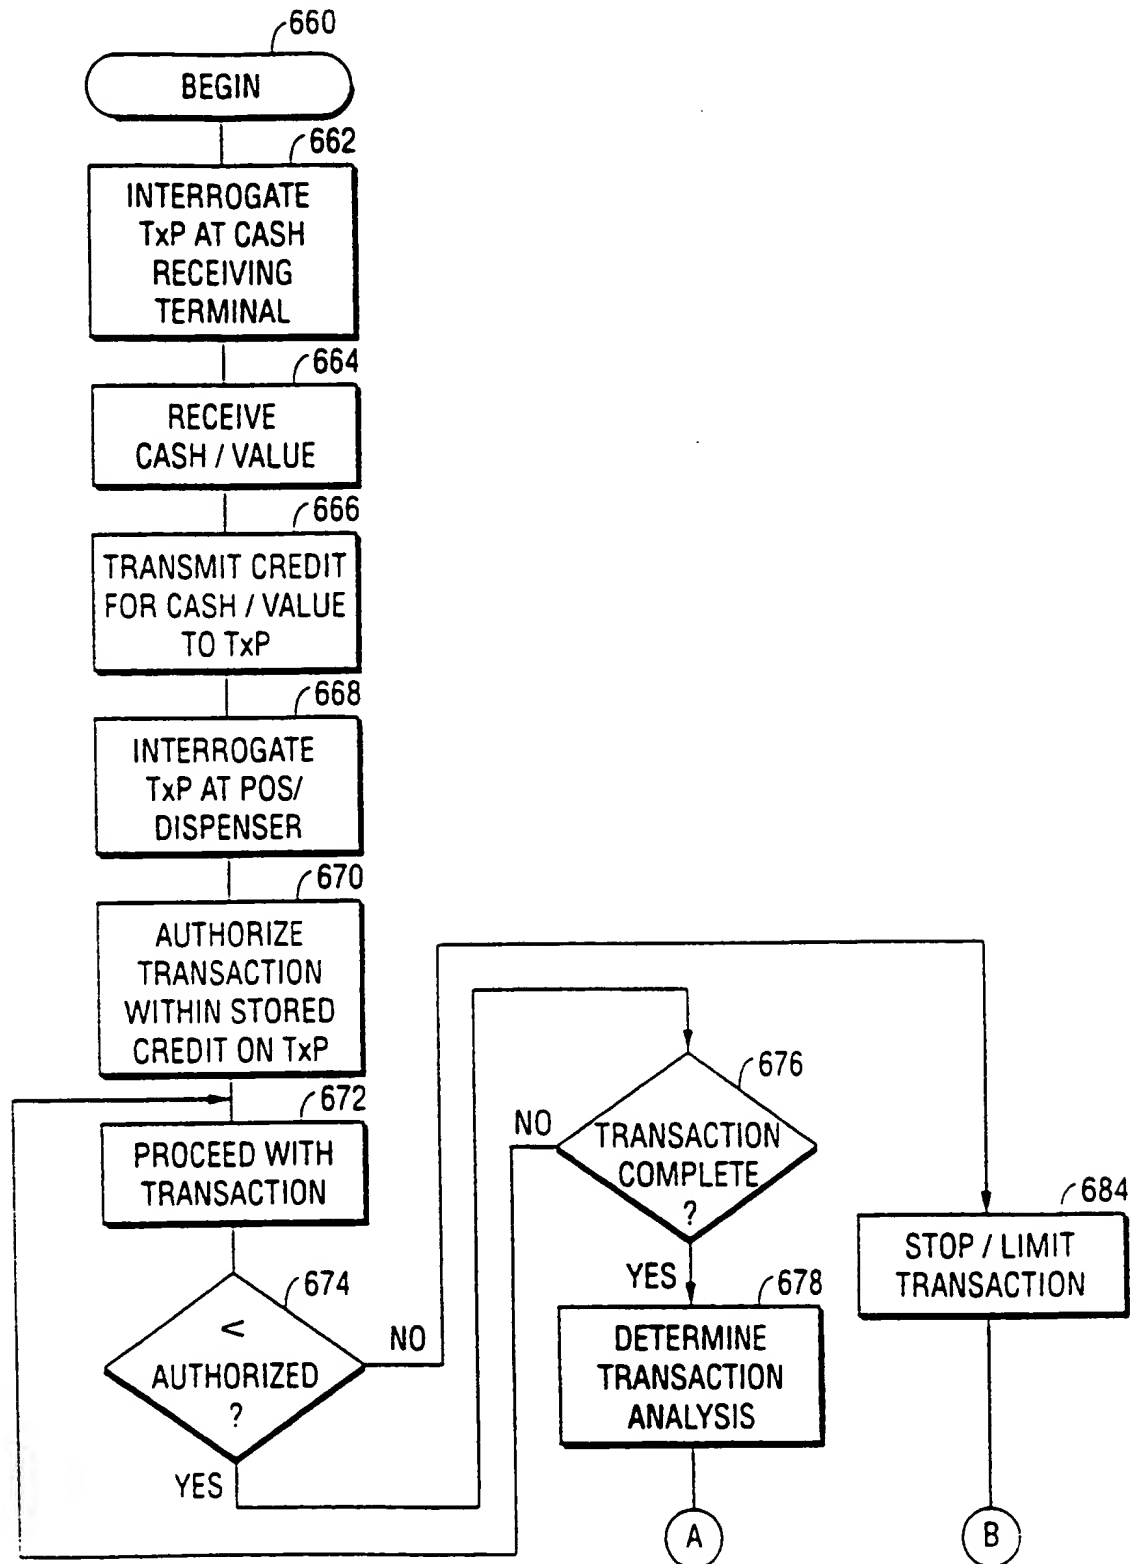 660
BEGIN
662
INTERROGATE
TxP AT CASH
RECEIVING
TERMINAL
664
RECEIVE
CASH / VALUE
666
TRANSMIT CREDIT
FOR CASH / VALUE
TO TxP
668
INTERROGATE
TxP AT POS/
DISPENSER
670
AUTHORIZE
TRANSACTION
WITHIN STORED
CREDIT ON TxP
672
PROCEED WITH
TRANSACTION
674
<
AUTHORIZED
?
NO
YES
676
TRANSACTION
COMPLETE
?
NO
YES
678
DETERMINE
TRANSACTION
ANALYSIS
A
684
STOP / LIMIT
TRANSACTION
B